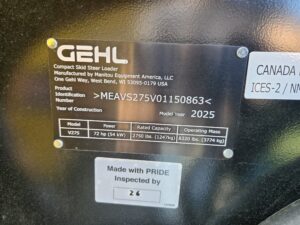 GEHL
Compact Skid Steer Loader
Manufactured by Manitou Equipment America, LLC
One Gehl Way, West Bend, WI 53095-0179 USA
Product
Identification >MEAVS275V01150863<
Number
Model Year 2025
Year of Construction
Model Power Rated Capacity Operating Mass
V275 72 hp (54 kW) 2750 lbs. (1247kg) 8320 lbs. (3774 kg)
CANADA
ICES-2 / NM
Made with PRIDE
Inspected by
26